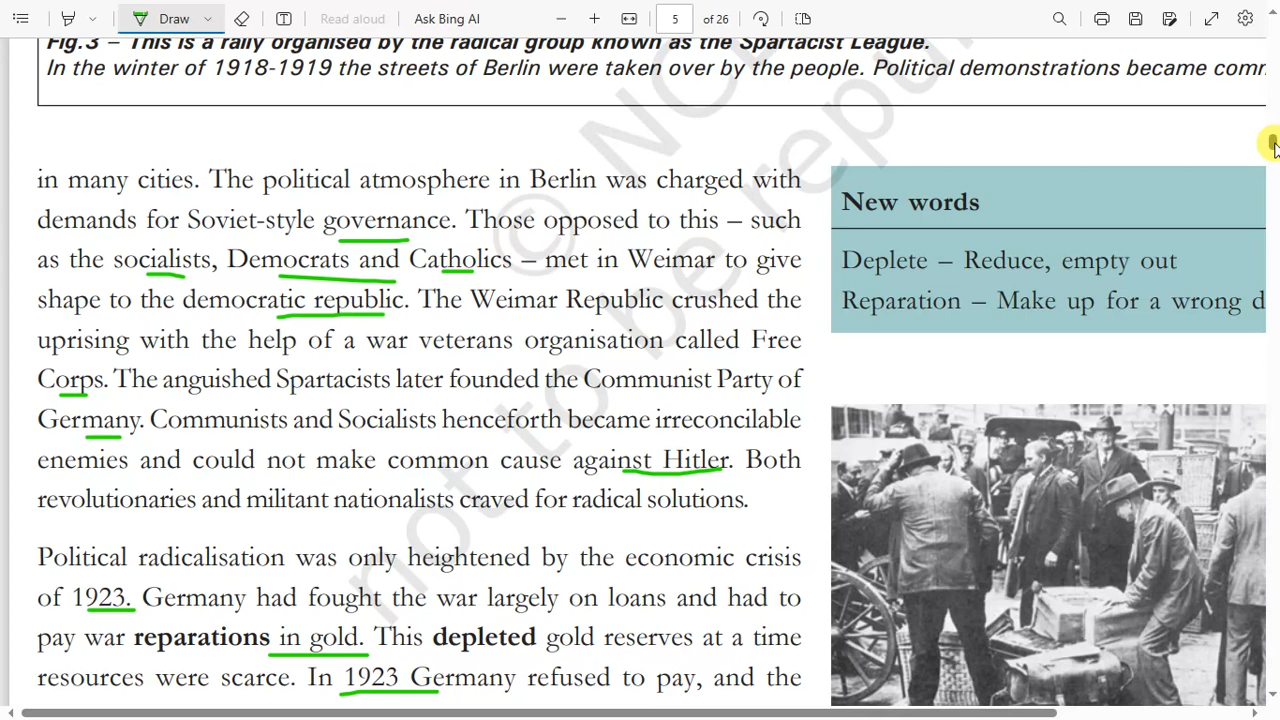 Draw
Read aloud
Ask Bing AI
5
of 26
Fig.3 – This is a rally organised by the radical group known as the Spartacist League.
In the winter of 1918-1919 the streets of Berlin were taken over by the people. Political demonstrations became
in many cities. The political atmosphere in Berlin was charged with
demands for Soviet-style governance. Those opposed to this – such
as the socialists, Democrats and Catholics – met in Weimar to give
shape to the democratic republic. The Weimar Republic crushed the
uprising with the help of a war veterans organisation called Free
Corps. The anguished Spartacists later founded the Communist Party of
Germany. Communists and Socialists henceforth became irreconcilable
enemies and could not make common cause against Hitler. Both
revolutionaries and militant nationalists craved for radical solutions.
Political radicalisation was only heightened by the economic crisis
of 1923. Germany had fought the war largely on loans and had to
pay war reparations in gold. This depleted gold reserves at a time
resources were scarce. In 1923 Germany refused to pay, and the
New words
Deplete – Reduce, empty out
Reparation – Make up for a wrong d
© NC
not to be repu